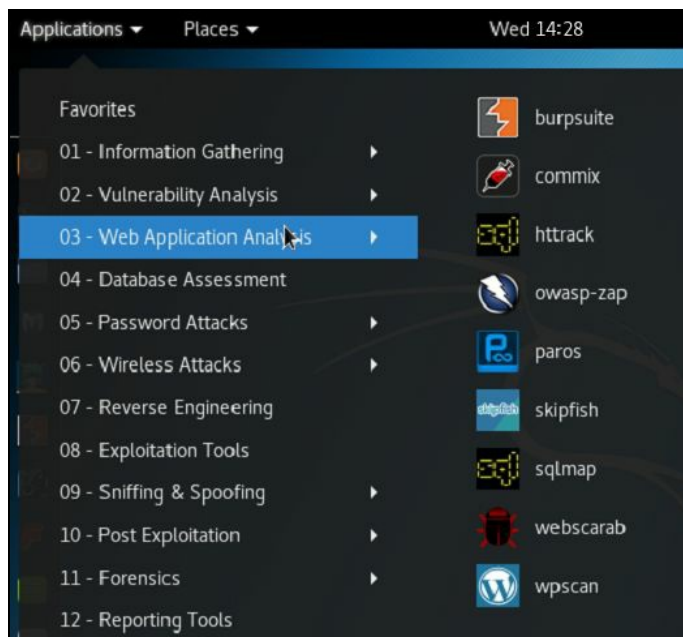 Applications Places Wed 14:28
Favorites
01 - Information Gathering
02 - Vulnerability Analysis
03 - Web Application Analysis
04 - Database Assessment
05 - Password Attacks
06 - Wireless Attacks
07 - Reverse Engineering
08 - Exploitation Tools
09 - Sniffing & Spoofing
10 - Post Exploitation
11 - Forensics
12 - Reporting Tools
burpsuite
commix
httrack
owasp-zap
paros
skipfish
skipfish
sqlmap
webscarab
wpscan